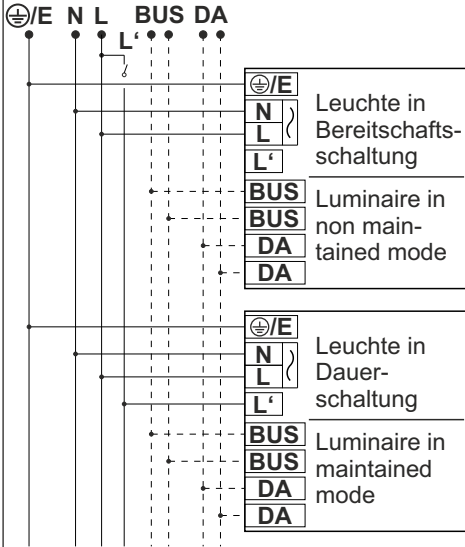 ⏚/E N L BUS DA
L‘
⏚/E
N
L
L‘
BUS
BUS
DA
DA
Leuchte in
Bereitschafts-
schaltung
Luminaire in
non main-
tained mode
⏚/E
N
L
L‘
BUS
BUS
DA
DA
Leuchte in
Dauer-
schaltung
Luminaire in
maintained
mode